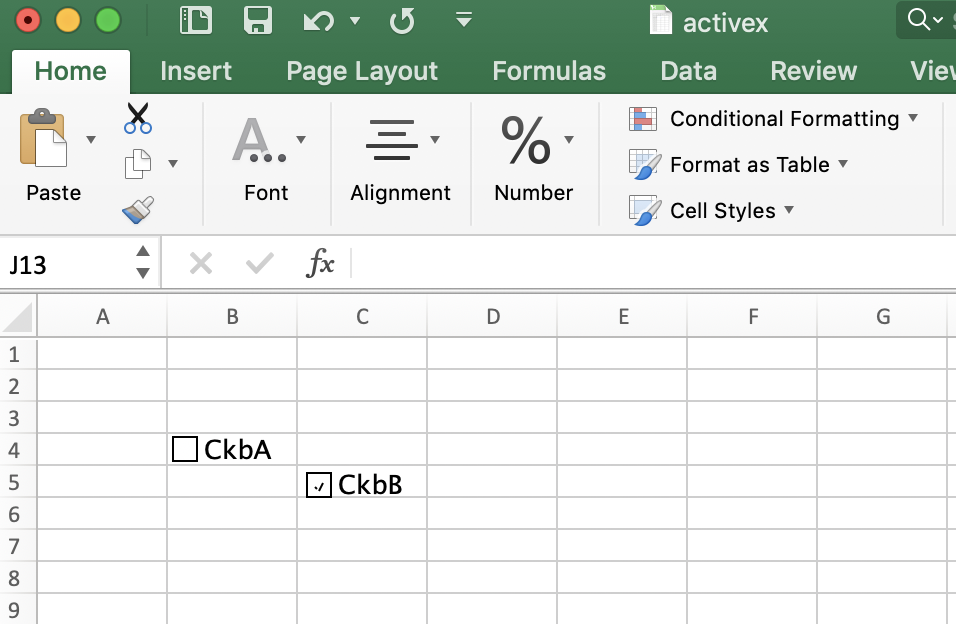 activex
Home Insert Page Layout Formulas Data Review
Paste Font Alignment Number
Conditional Formatting
Format as Table
Cell Styles
J13 fx
A B C D E F G
1
2
3
4 CkbA
5 CkbB
6
7
8
9